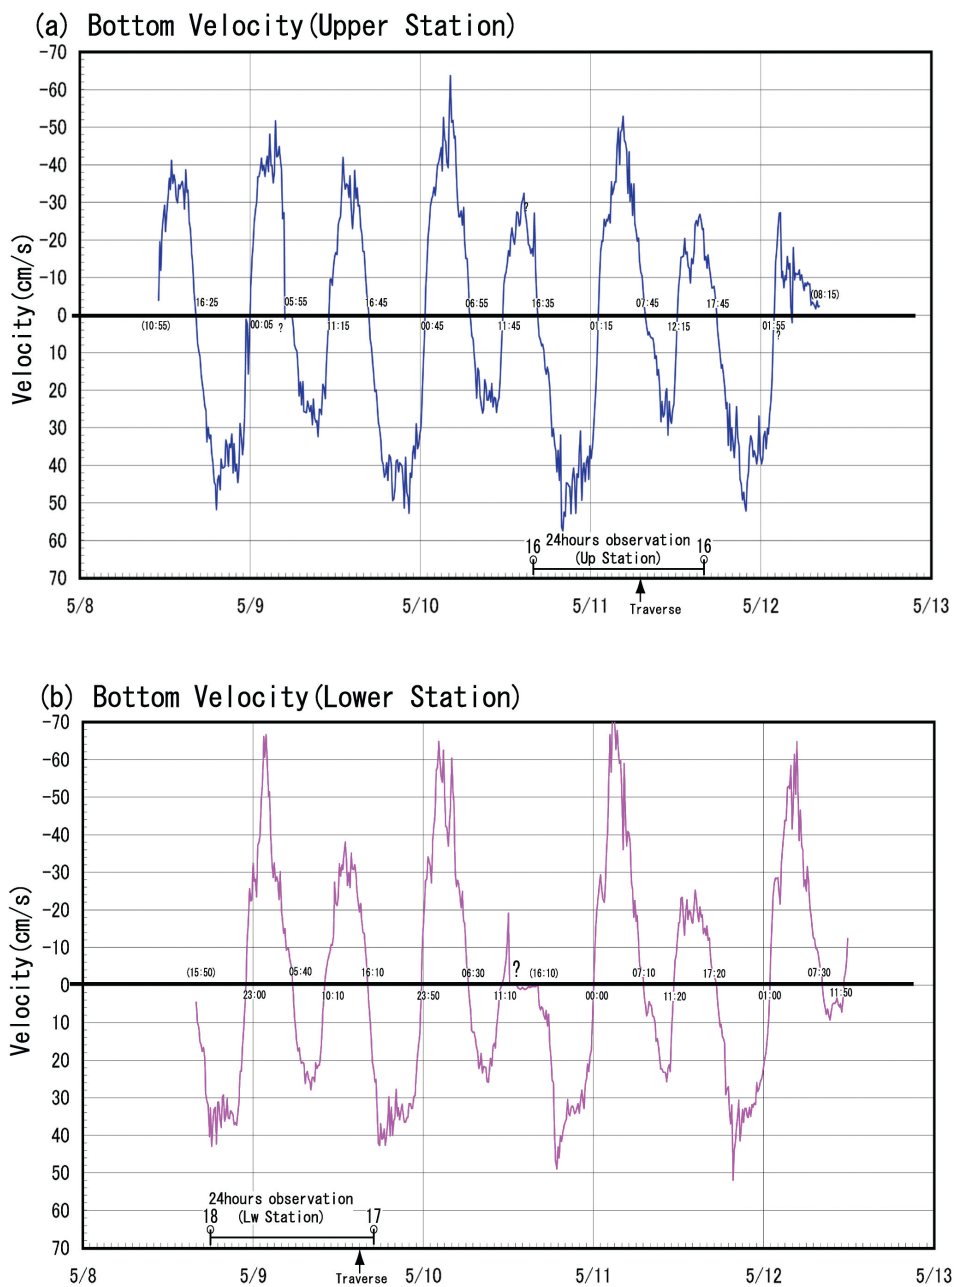 (a) Bottom Velocity(Upper Station)
-70
-60
-50
-40
-30
-20
-10
0
10
20
30
40
50
60
70
Velocity(cm/s)
?
16:25 05:55 16:45 06:55 16:35 07:45 17:45 (08:15)
(10:55) 00:05 ? 11:15 00:45 11:45 01:15 12:15 01:55
?
24hours observation
16 (Up Station) 16
5/8 5/9 5/10 5/11 5/12 5/13
Traverse
(b) Bottom Velocity(Lower Station)
-70
-60
-50
-40
-30
-20
-10
0
10
20
30
40
50
60
70
Velocity(cm/s)
(15:50) 05:40 16:10 06:30 ? (16:10) 07:10 17:20 07:30
23:00 10:10 23:50 11:10 00:00 11:20 01:00 11:50
24hours observation
18 (Lw Station) 17
5/8 5/9 5/10 5/11 5/12 5/13
Traverse